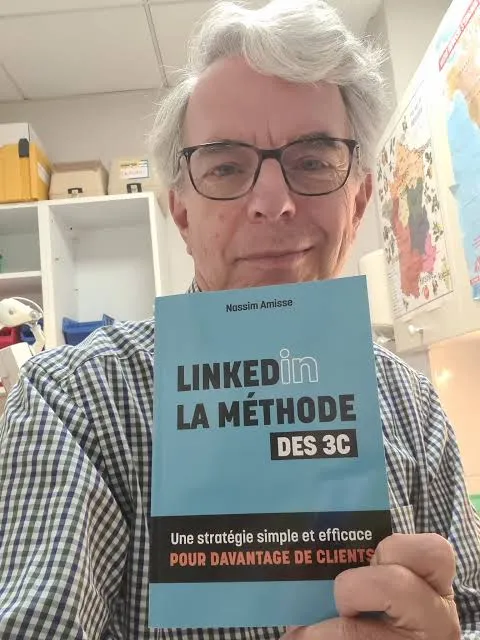 Nassim Amisse
LINKEDin
LA MÉTHODE
DES 3C
Une stratégie simple et efficace
POUR DAVANTAGE DE CLIENTS